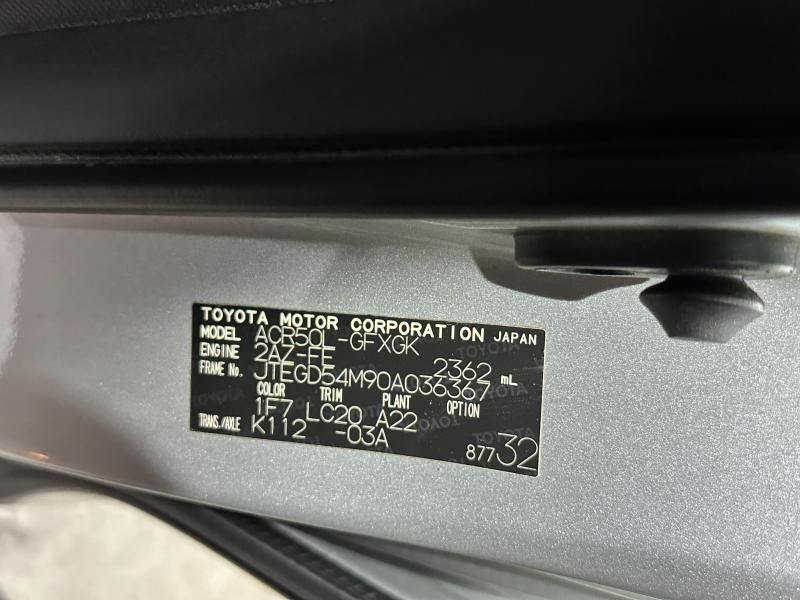 TOYOTA MOTOR CORPORATION JAPAN
MODEL ACR50L-GFXGK
ENGINE 2AZ-FE 2362 mL
FRAME No. JTEGD54M90A036367
COLOR TRIM PLANT OPTION
1F7 LC20 A22
TRANS./AXLE K112 -03A
87732